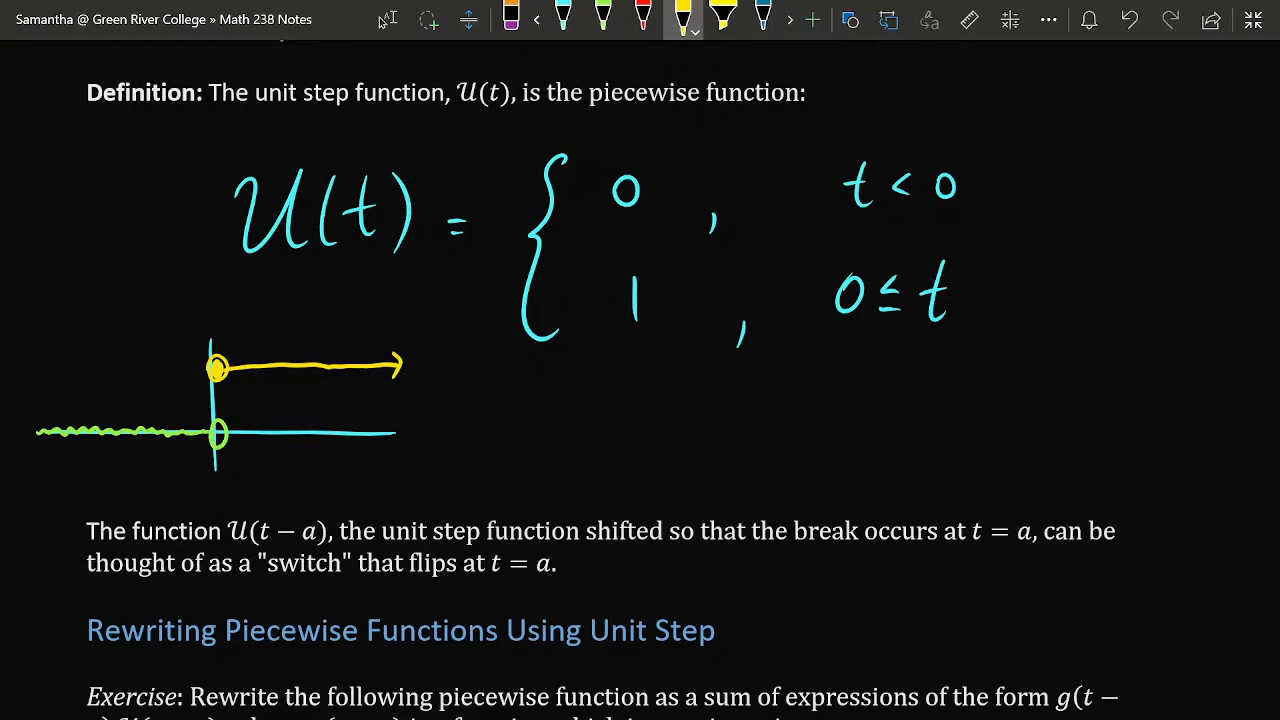 Samantha @ Green River College » Math 238 Notes
Definition: The unit step function, 𝒰(t), is the piecewise function:
𝒰(t) = { 0 , t < 0
1 , 0 ≤ t
The function 𝒰(t − a), the unit step function shifted so that the break occurs at t = a, can be
thought of as a "switch" that flips at t = a.
Rewriting Piecewise Functions Using Unit Step
Exercise: Rewrite the following piecewise function as a sum of expressions of the form g(t −